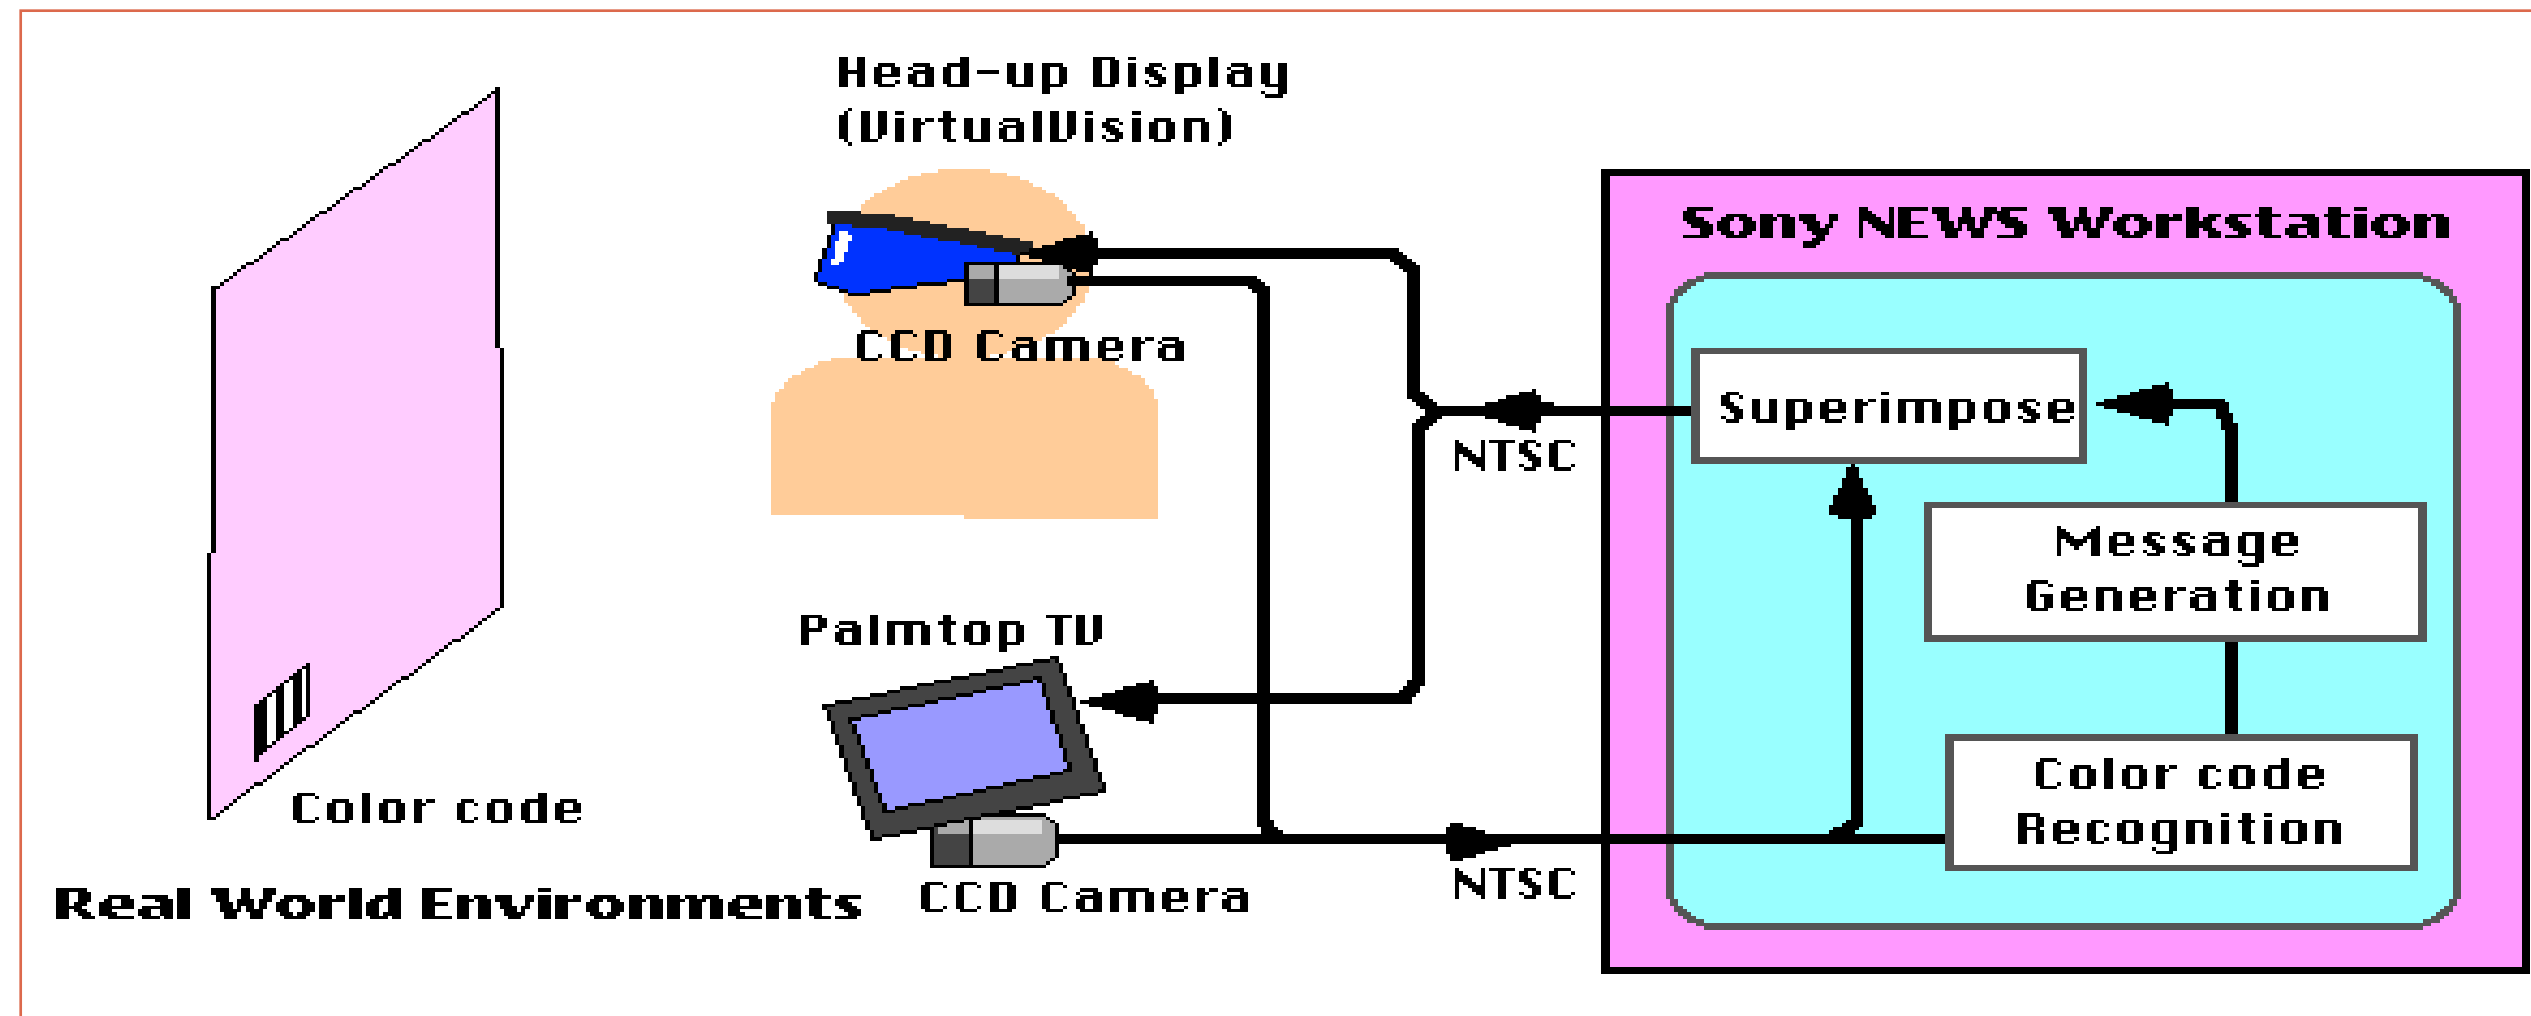 Head-up Display
(VirtualVision)
CCD Camera
Palmtop TV
CCD Camera
Color code
Real World Environments
NTSC
NTSC
Sony NEWS Workstation
Superimpose
Message
Generation
Color code
Recognition